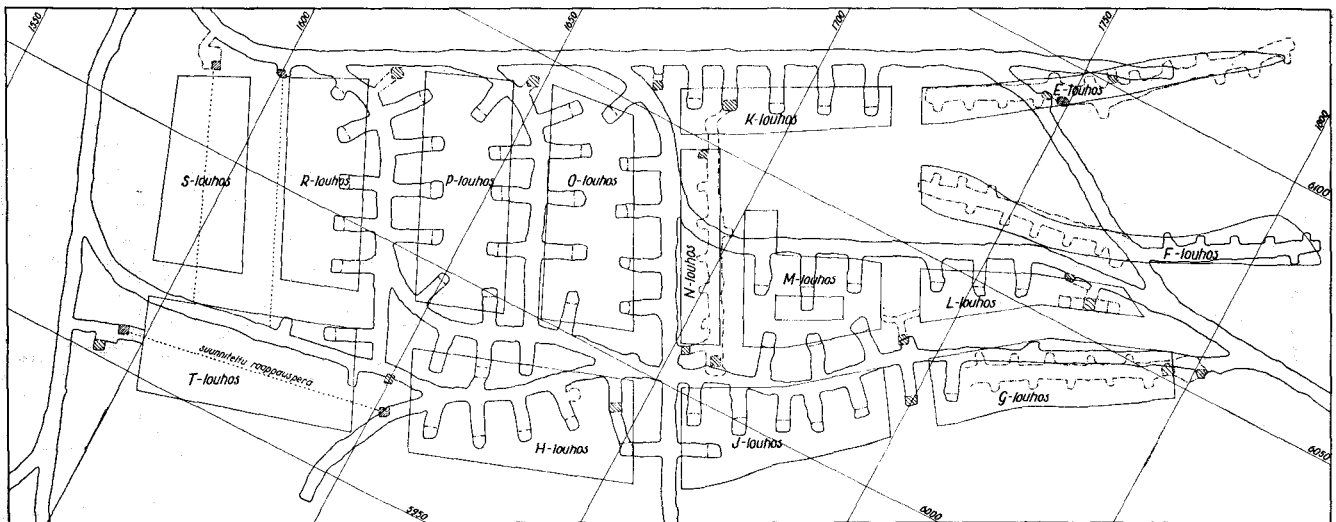 1550
1600
1650
1700
1750
1800
E-louhos
K-louhos
S-louhos
R-louhos
P-louhos
O-louhos
6100
N-louhos
M-louhos
F-louhos
L-louhos
suunniteltu raappausperä
T-louhos
G-louhos
H-louhos
J-louhos
6050
5950
6000